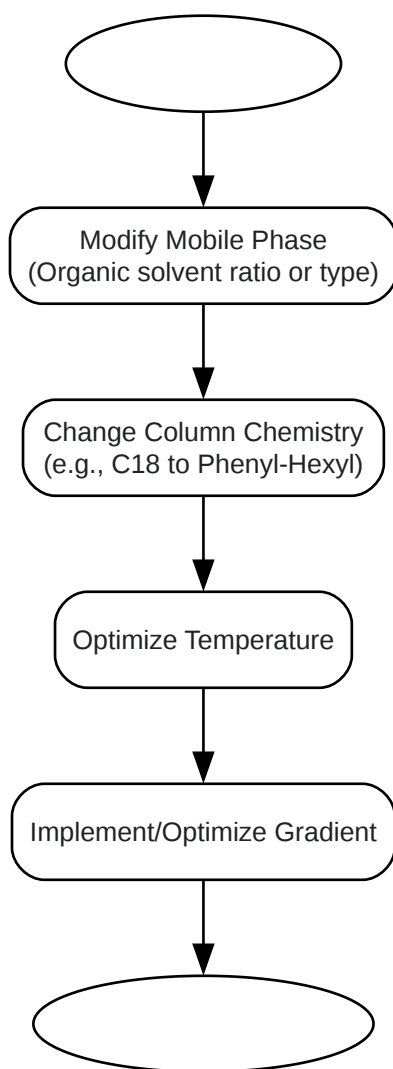 Modify Mobile Phase
(Organic solvent ratio or type)
Change Column Chemistry
(e.g., C18 to Phenyl-Hexyl)
Optimize Temperature
Implement/Optimize Gradient